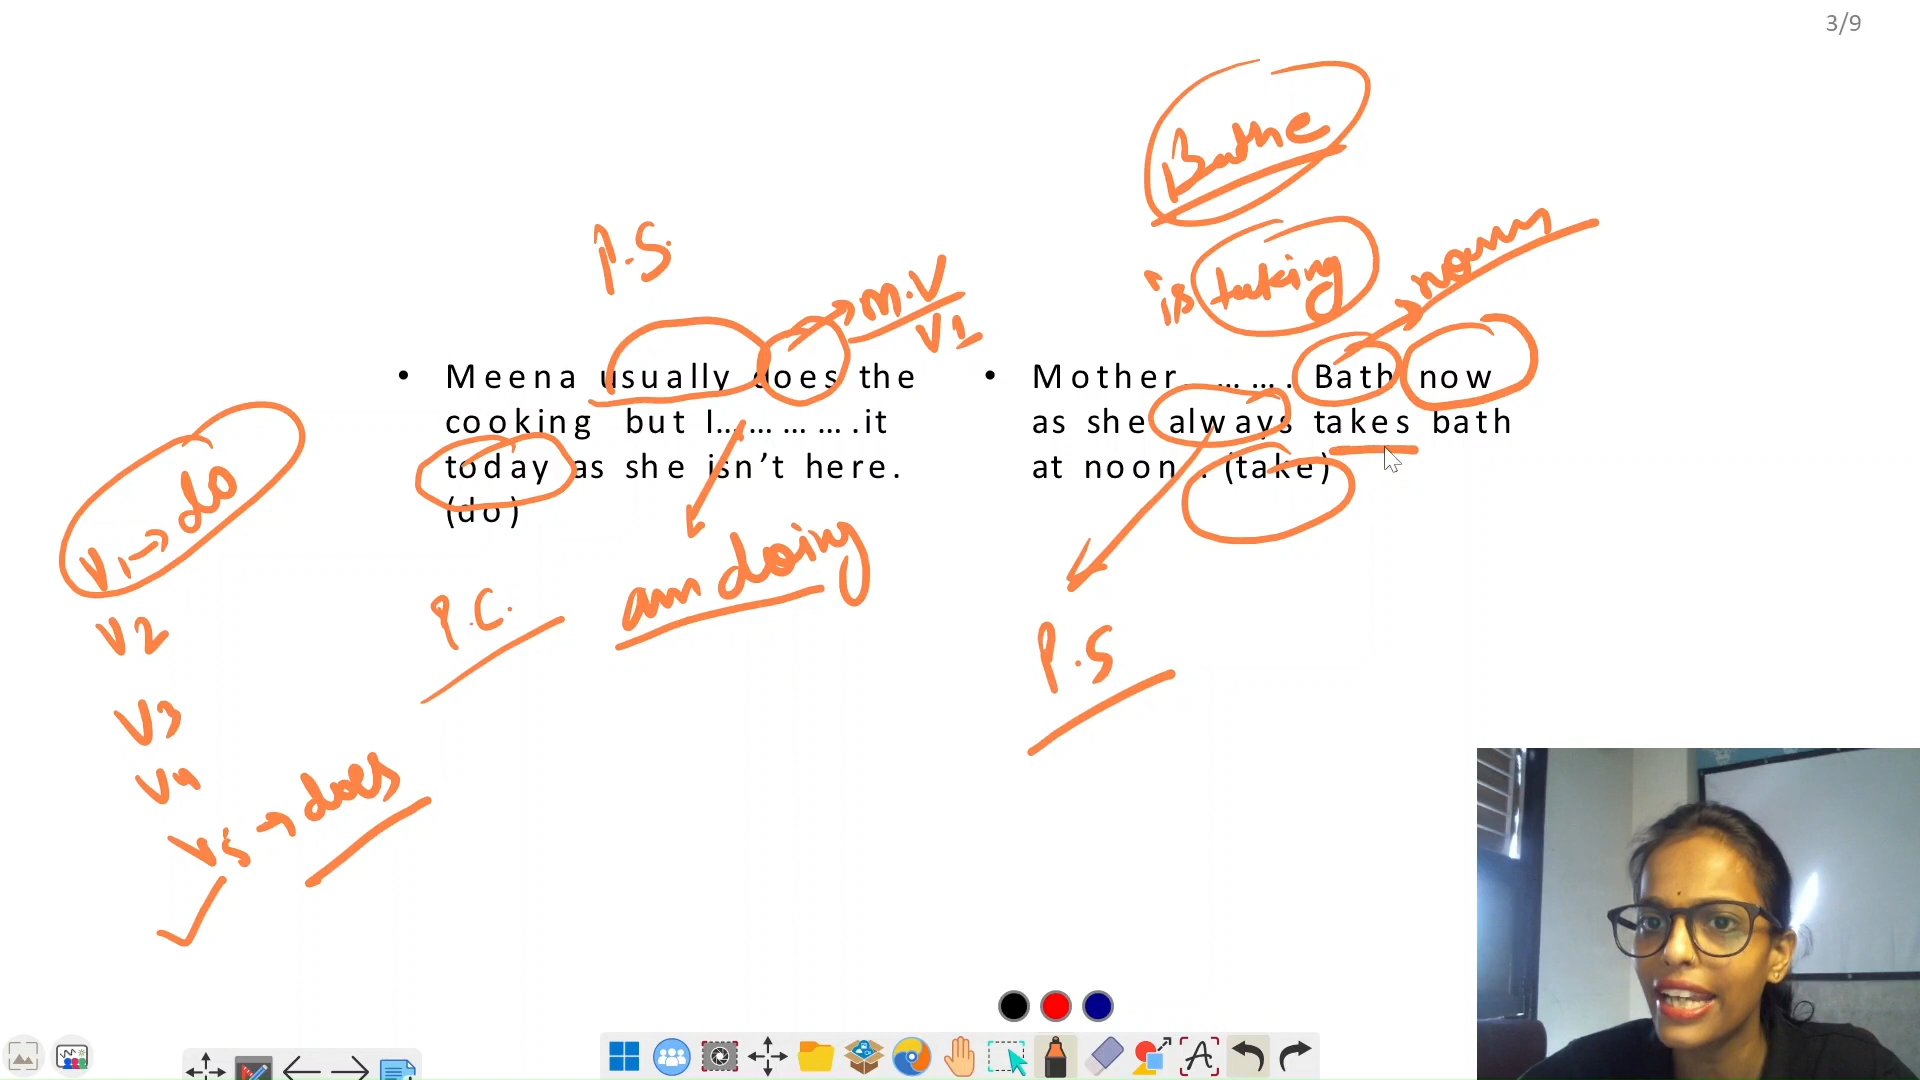 3/9
Bathe
P.S.
is taking
noun
m.V
V1
• Meena usually does the
cooking but I… … … … .it
today as she isn’t here.
(do)
• Mother… … … . Bath now
as she always takes bath
at noon . (take)
V1→do
V2
V3
V4
V5→does
P.C.
am doing
P.S